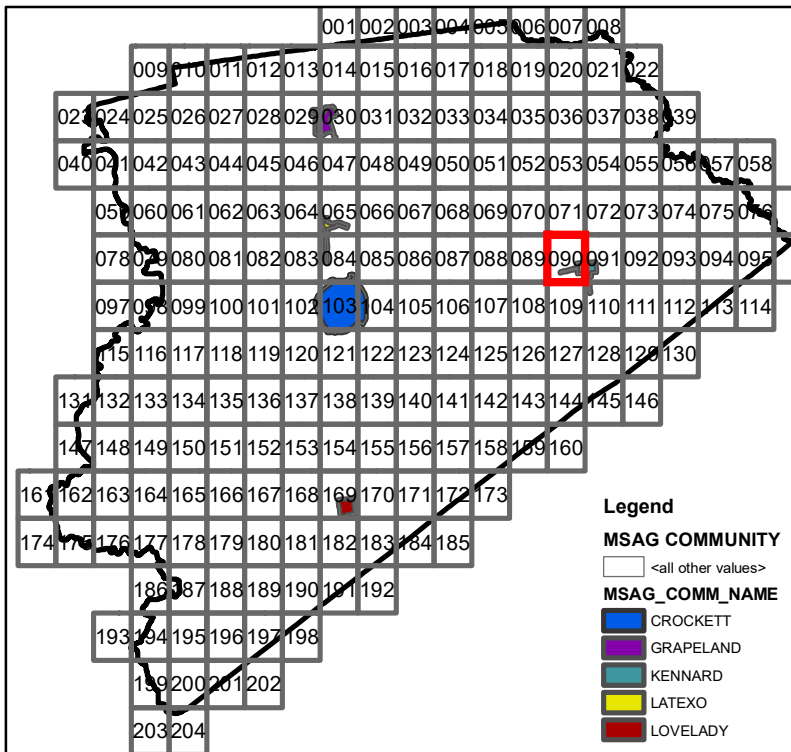 001 002 003 004 005 006 007 008
009 010 011 012 013 014 015 016 017 018 019 020 021 022
023 024 025 026 027 028 029 030 031 032 033 034 035 036 037 038 039
040 041 042 043 044 045 046 047 048 049 050 051 052 053 054 055 056 057 058
059 060 061 062 063 064 065 066 067 068 069 070 071 072 073 074 075 076
078 079 080 081 082 083 084 085 086 087 088 089 090 091 092 093 094 095
097 098 099 100 101 102 103 104 105 106 107 108 109 110 111 112 113 114
115 116 117 118 119 120 121 122 123 124 125 126 127 128 129 130
131 132 133 134 135 136 137 138 139 140 141 142 143 144 145 146
147 148 149 150 151 152 153 154 155 156 157 158 159 160
161 162 163 164 165 166 167 168 169 170 171 172 173
174 175 176 177 178 179 180 181 182 183 184 185
186 187 188 189 190 191 192
193 194 195 196 197 198
199 200 201 202
203 204
Legend
MSAG COMMUNITY
<all other values>
MSAG_COMM_NAME
CROCKETT
GRAPELAND
KENNARD
LATEXO
LOVELADY